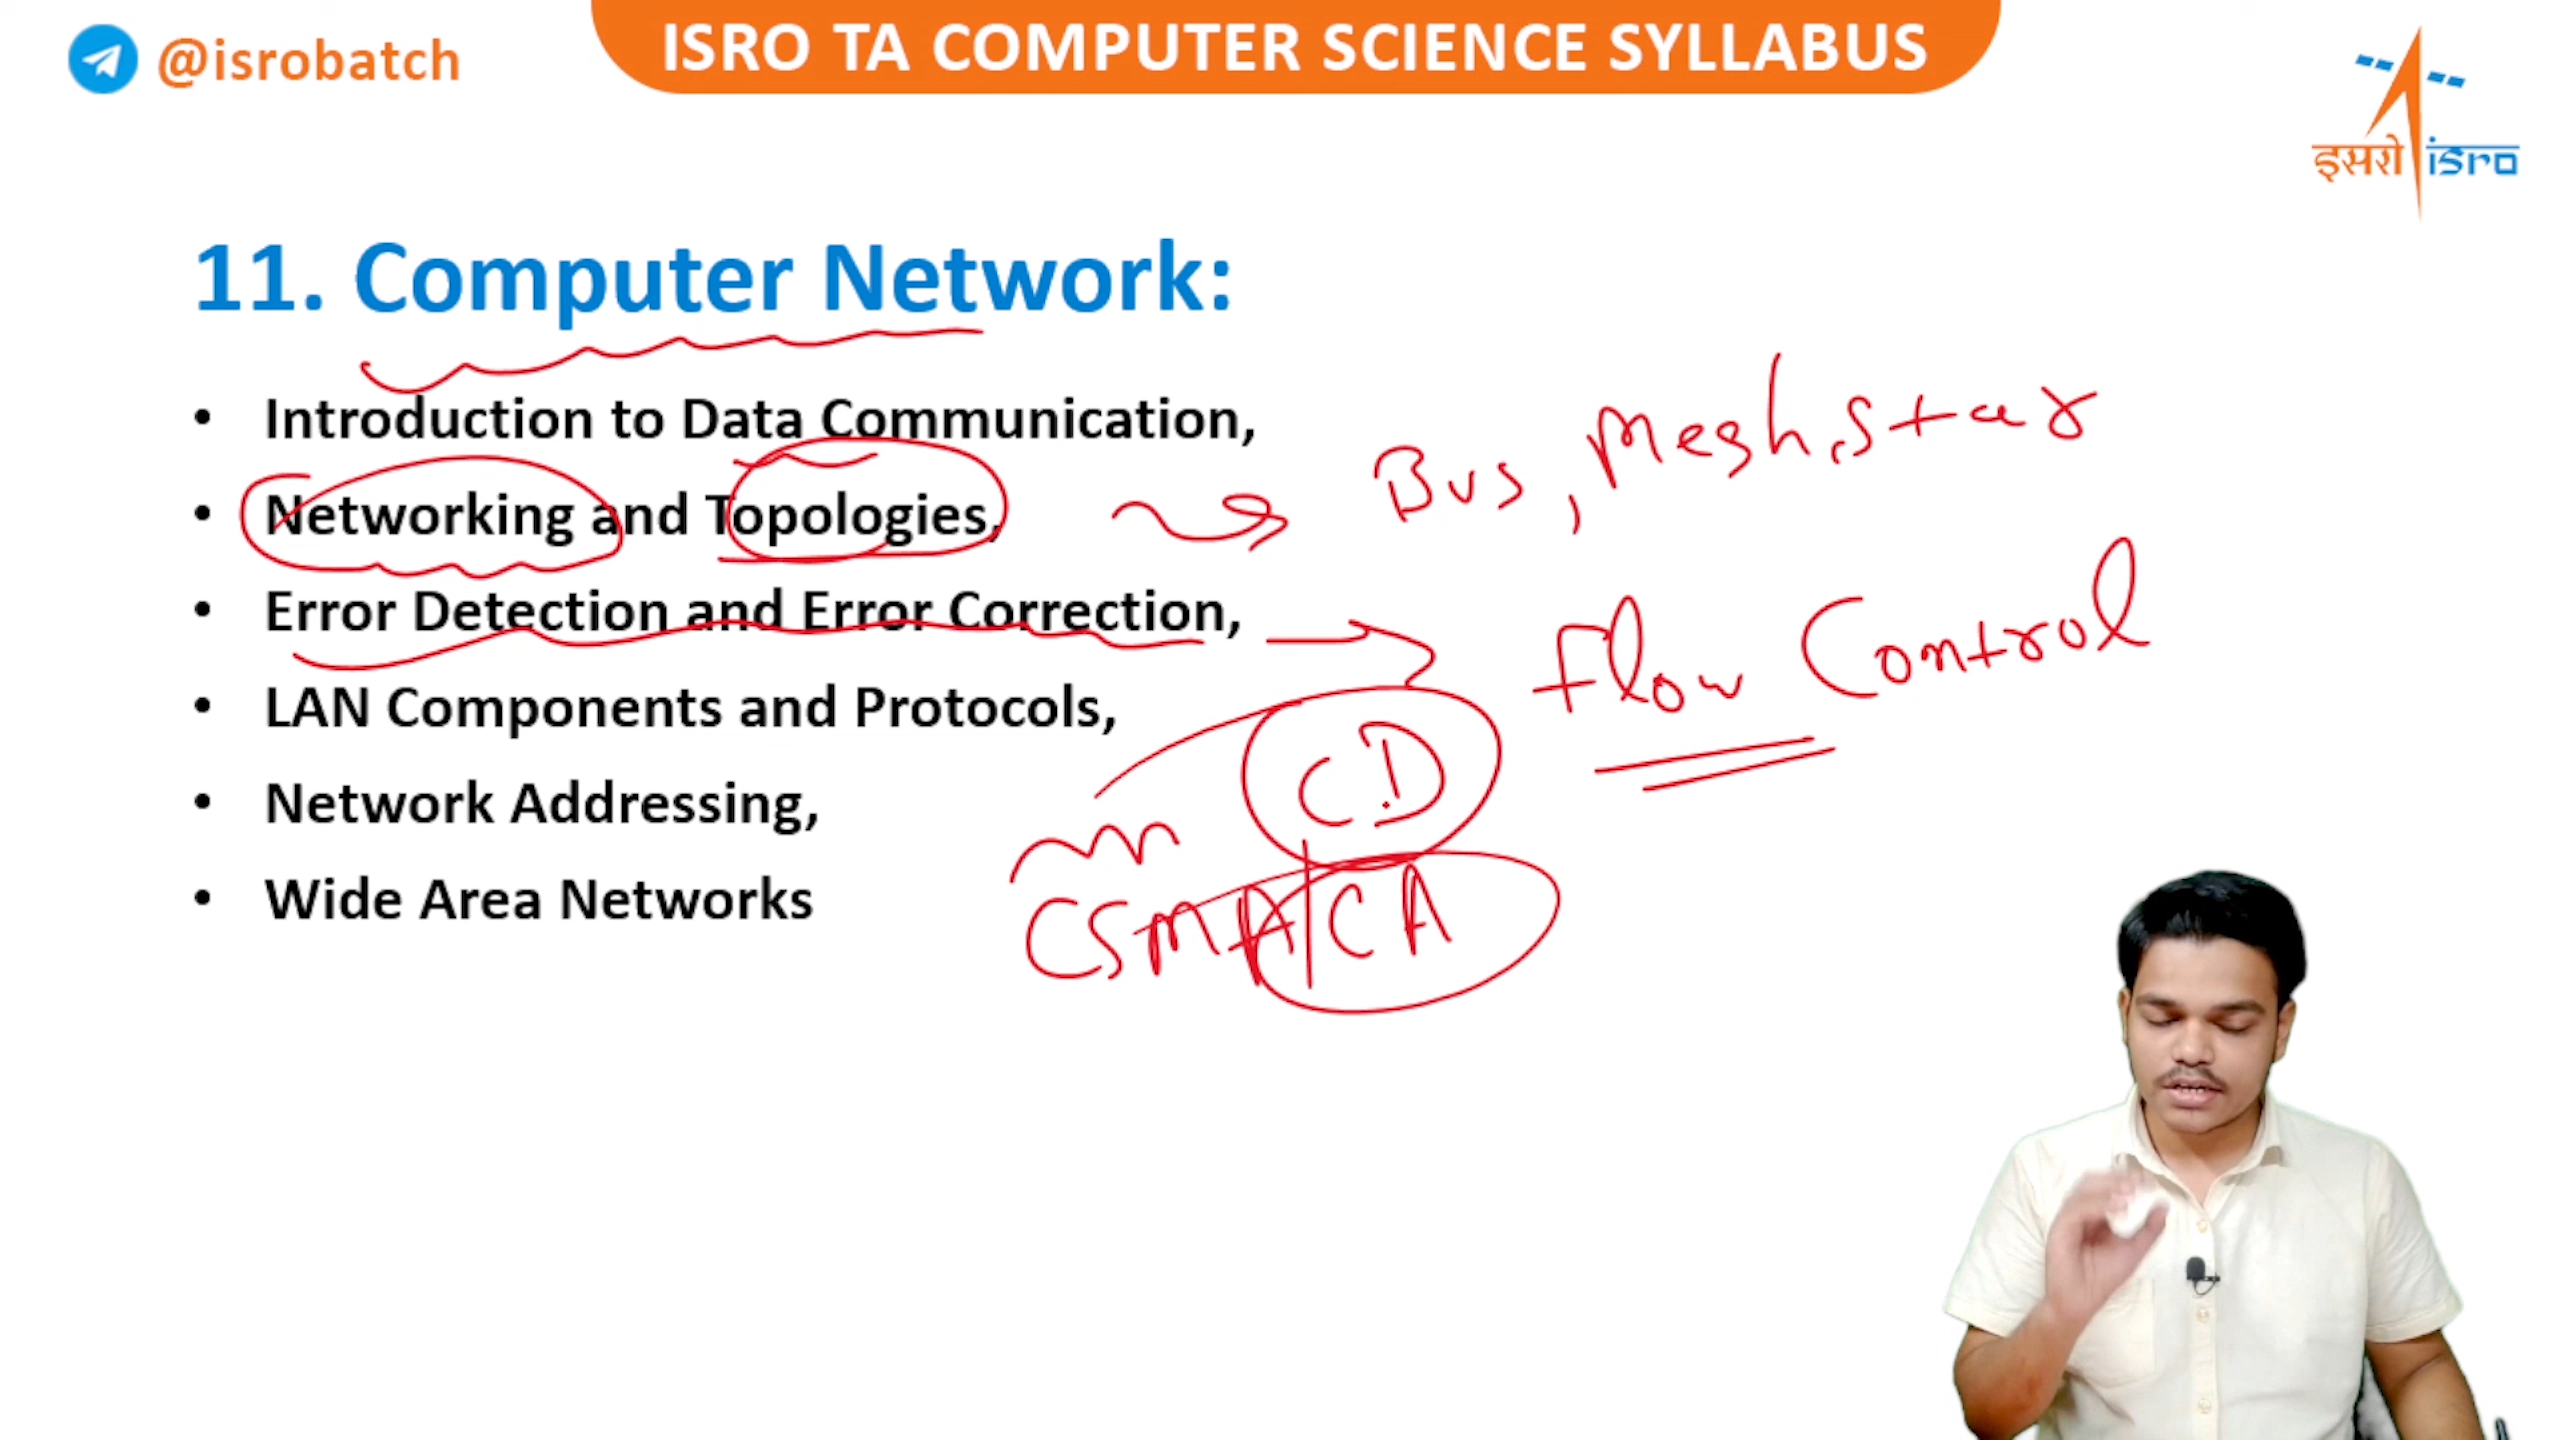 @isrobatch
ISRO TA COMPUTER SCIENCE SYLLABUS
इसरो isro
11. Computer Network:
• Introduction to Data Communication,
• Networking and Topologies,
Bus, Mesh, Star
• Error Detection and Error Correction,
Flow Control
• LAN Components and Protocols,
CD
• Network Addressing,
• Wide Area Networks
CSMA/CA